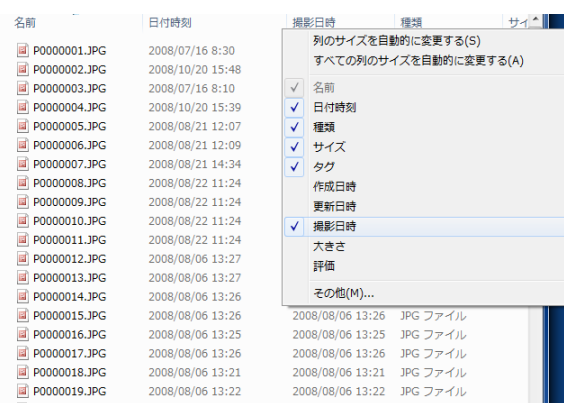 名前 日付時刻 撮影日時 種類 サイ
P0000001.JPG 2008/07/16 8:30
P0000002.JPG 2008/10/20 15:48
P0000003.JPG 2008/07/16 8:10
P0000004.JPG 2008/10/20 15:39
P0000005.JPG 2008/08/21 12:07
P0000006.JPG 2008/08/21 12:09
P0000007.JPG 2008/08/21 14:34
P0000008.JPG 2008/08/22 11:24
P0000009.JPG 2008/08/22 11:24
P0000010.JPG 2008/08/22 11:24
P0000011.JPG 2008/08/22 11:24
P0000012.JPG 2008/08/06 13:27
P0000013.JPG 2008/08/06 13:27
P0000014.JPG 2008/08/06 13:26
P0000015.JPG 2008/08/06 13:26 2008/08/06 13:26 JPG ファイル
P0000016.JPG 2008/08/06 13:25 2008/08/06 13:25 JPG ファイル
P0000017.JPG 2008/08/06 13:26 2008/08/06 13:26 JPG ファイル
P0000018.JPG 2008/08/06 13:21 2008/08/06 13:21 JPG ファイル
P0000019.JPG 2008/08/06 13:22 2008/08/06 13:22 JPG ファイル
列のサイズを自動的に変更する(S)
すべての列のサイズを自動的に変更する(A)
名前
日付時刻
種類
サイズ
タグ
作成日時
更新日時
撮影日時
大きさ
評価
その他(M)...